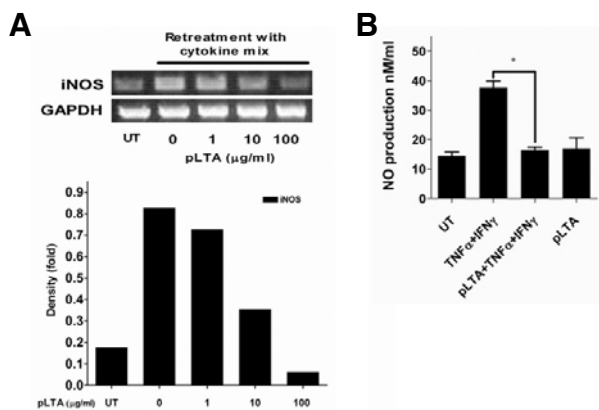 A
Retreatment with
cytokine mix
iNOS
GAPDH
UT 0 1 10 100
pLTA (μg/ml)
0.9
0.8
0.7
0.6
0.5
0.4
0.3
0.2
0.1
0.0
Density (fold)
iNOS
pLTA (μg/ml) UT 0 1 10 100
B
50
40
30
20
10
0
NO production nM/ml
*
UT
TNFα+IFNγ
pLTA+TNFα+IFNγ
pLTA